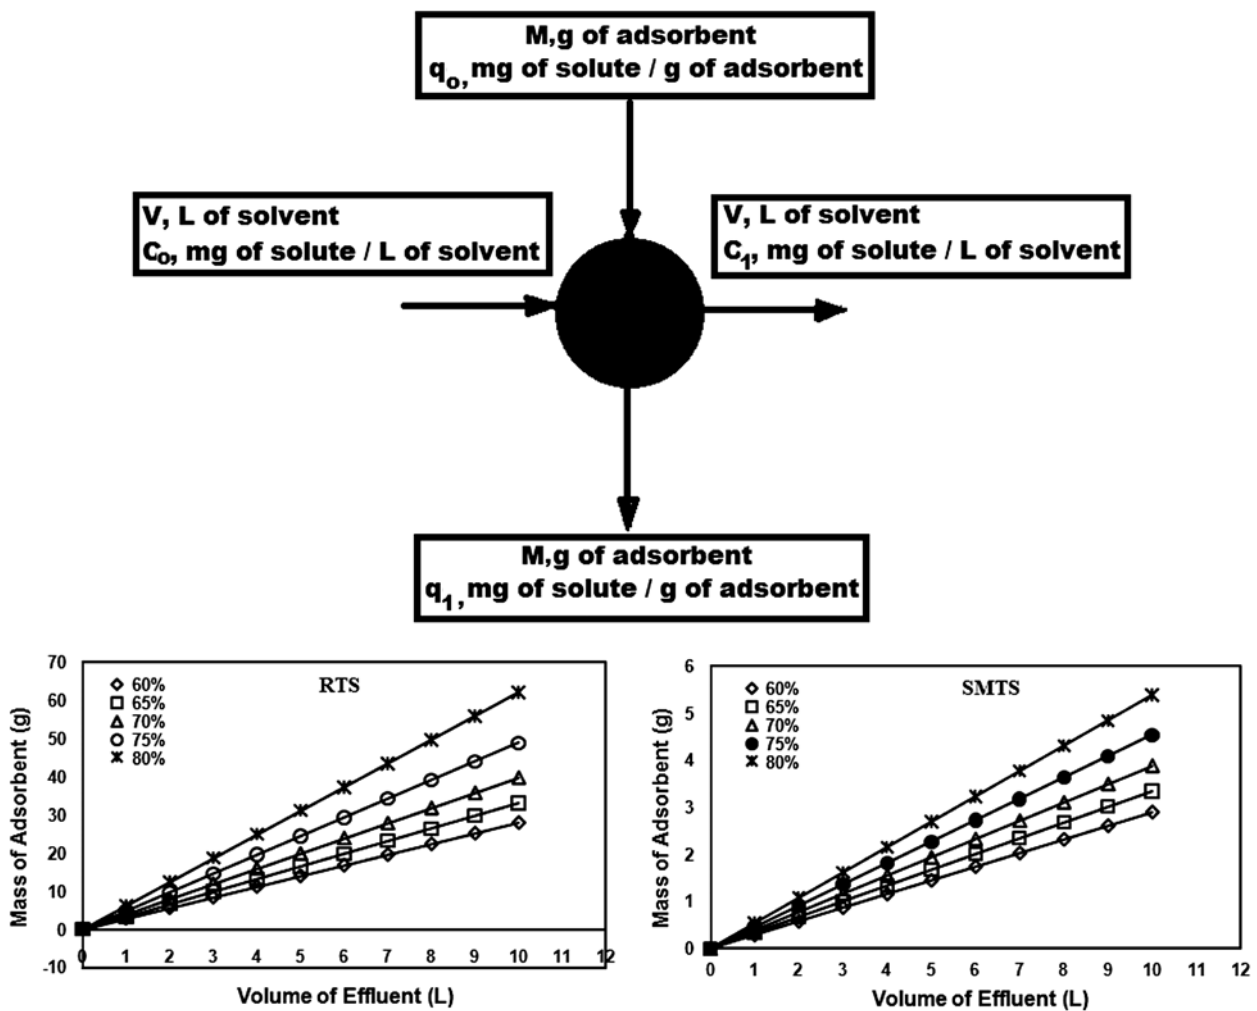 M,g of adsorbent
qo, mg of solute / g of adsorbent
V, L of solvent
Co, mg of solute / L of solvent
V, L of solvent
C1, mg of solute / L of solvent
M,g of adsorbent
q1, mg of solute / g of adsorbent
RTS
60%
65%
70%
75%
80%
70
60
50
40
30
20
10
0
-10
0 1 2 3 4 5 6 7 8 9 10 11 12
Mass of Adsorbent (g)
Volume of Effluent (L)
SMTS
60%
65%
70%
75%
80%
6
5
4
3
2
1
0
0 1 2 3 4 5 6 7 8 9 10 11 12
Mass of Adsorbent (g)
Volume of Effluent (L)